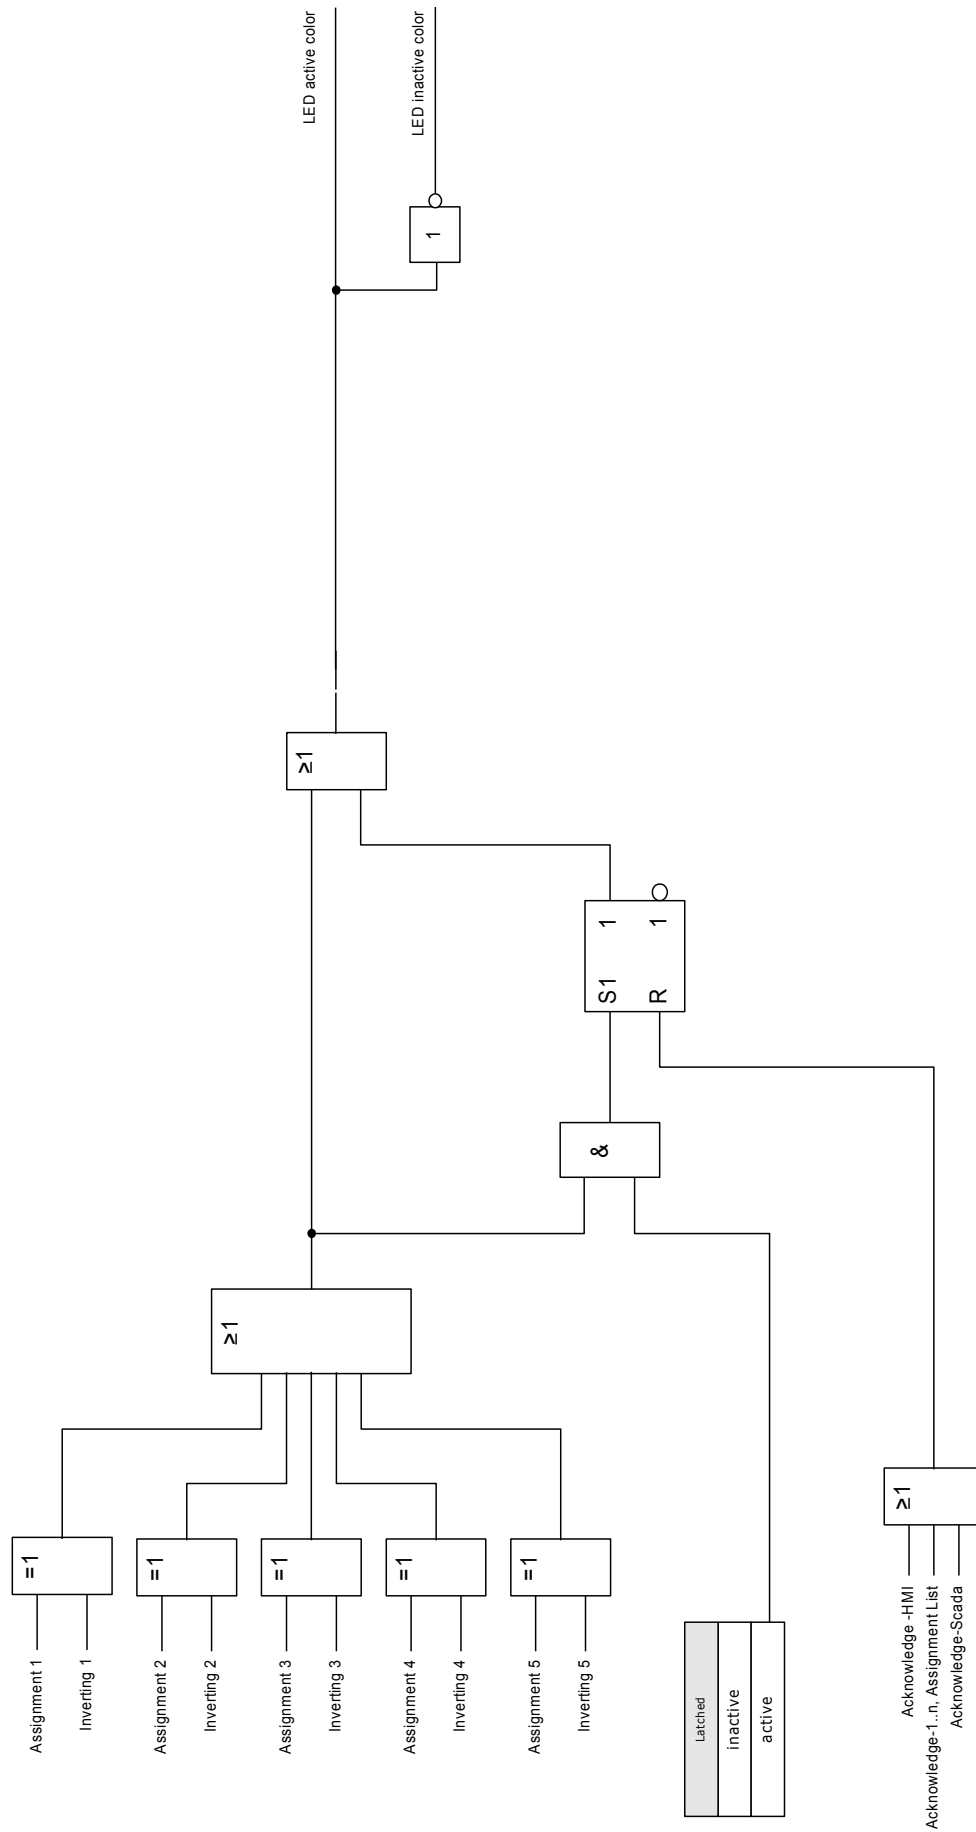 LED active color
LED inactive color
1
≥1
S1 1
R 1
&
≥1
=1
=1
=1
=1
=1
Assignment 1
Inverting 1
Assignment 2
Inverting 2
Assignment 3
Inverting 3
Assignment 4
Inverting 4
Assignment 5
Inverting 5
Latched
inactive
active
≥1
Acknowledge -HMI
Acknowledge-1..n, Assignment List
Acknowledge-Scada